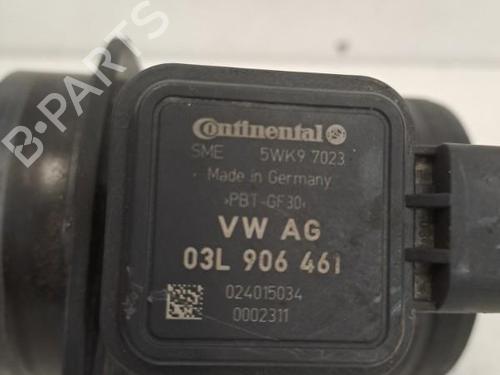 B-PARTS
Continental
SME 5WK9 7023
Made in Germany
>PBT-GF30<
VW AG
03L 906 461
024015034
0002311